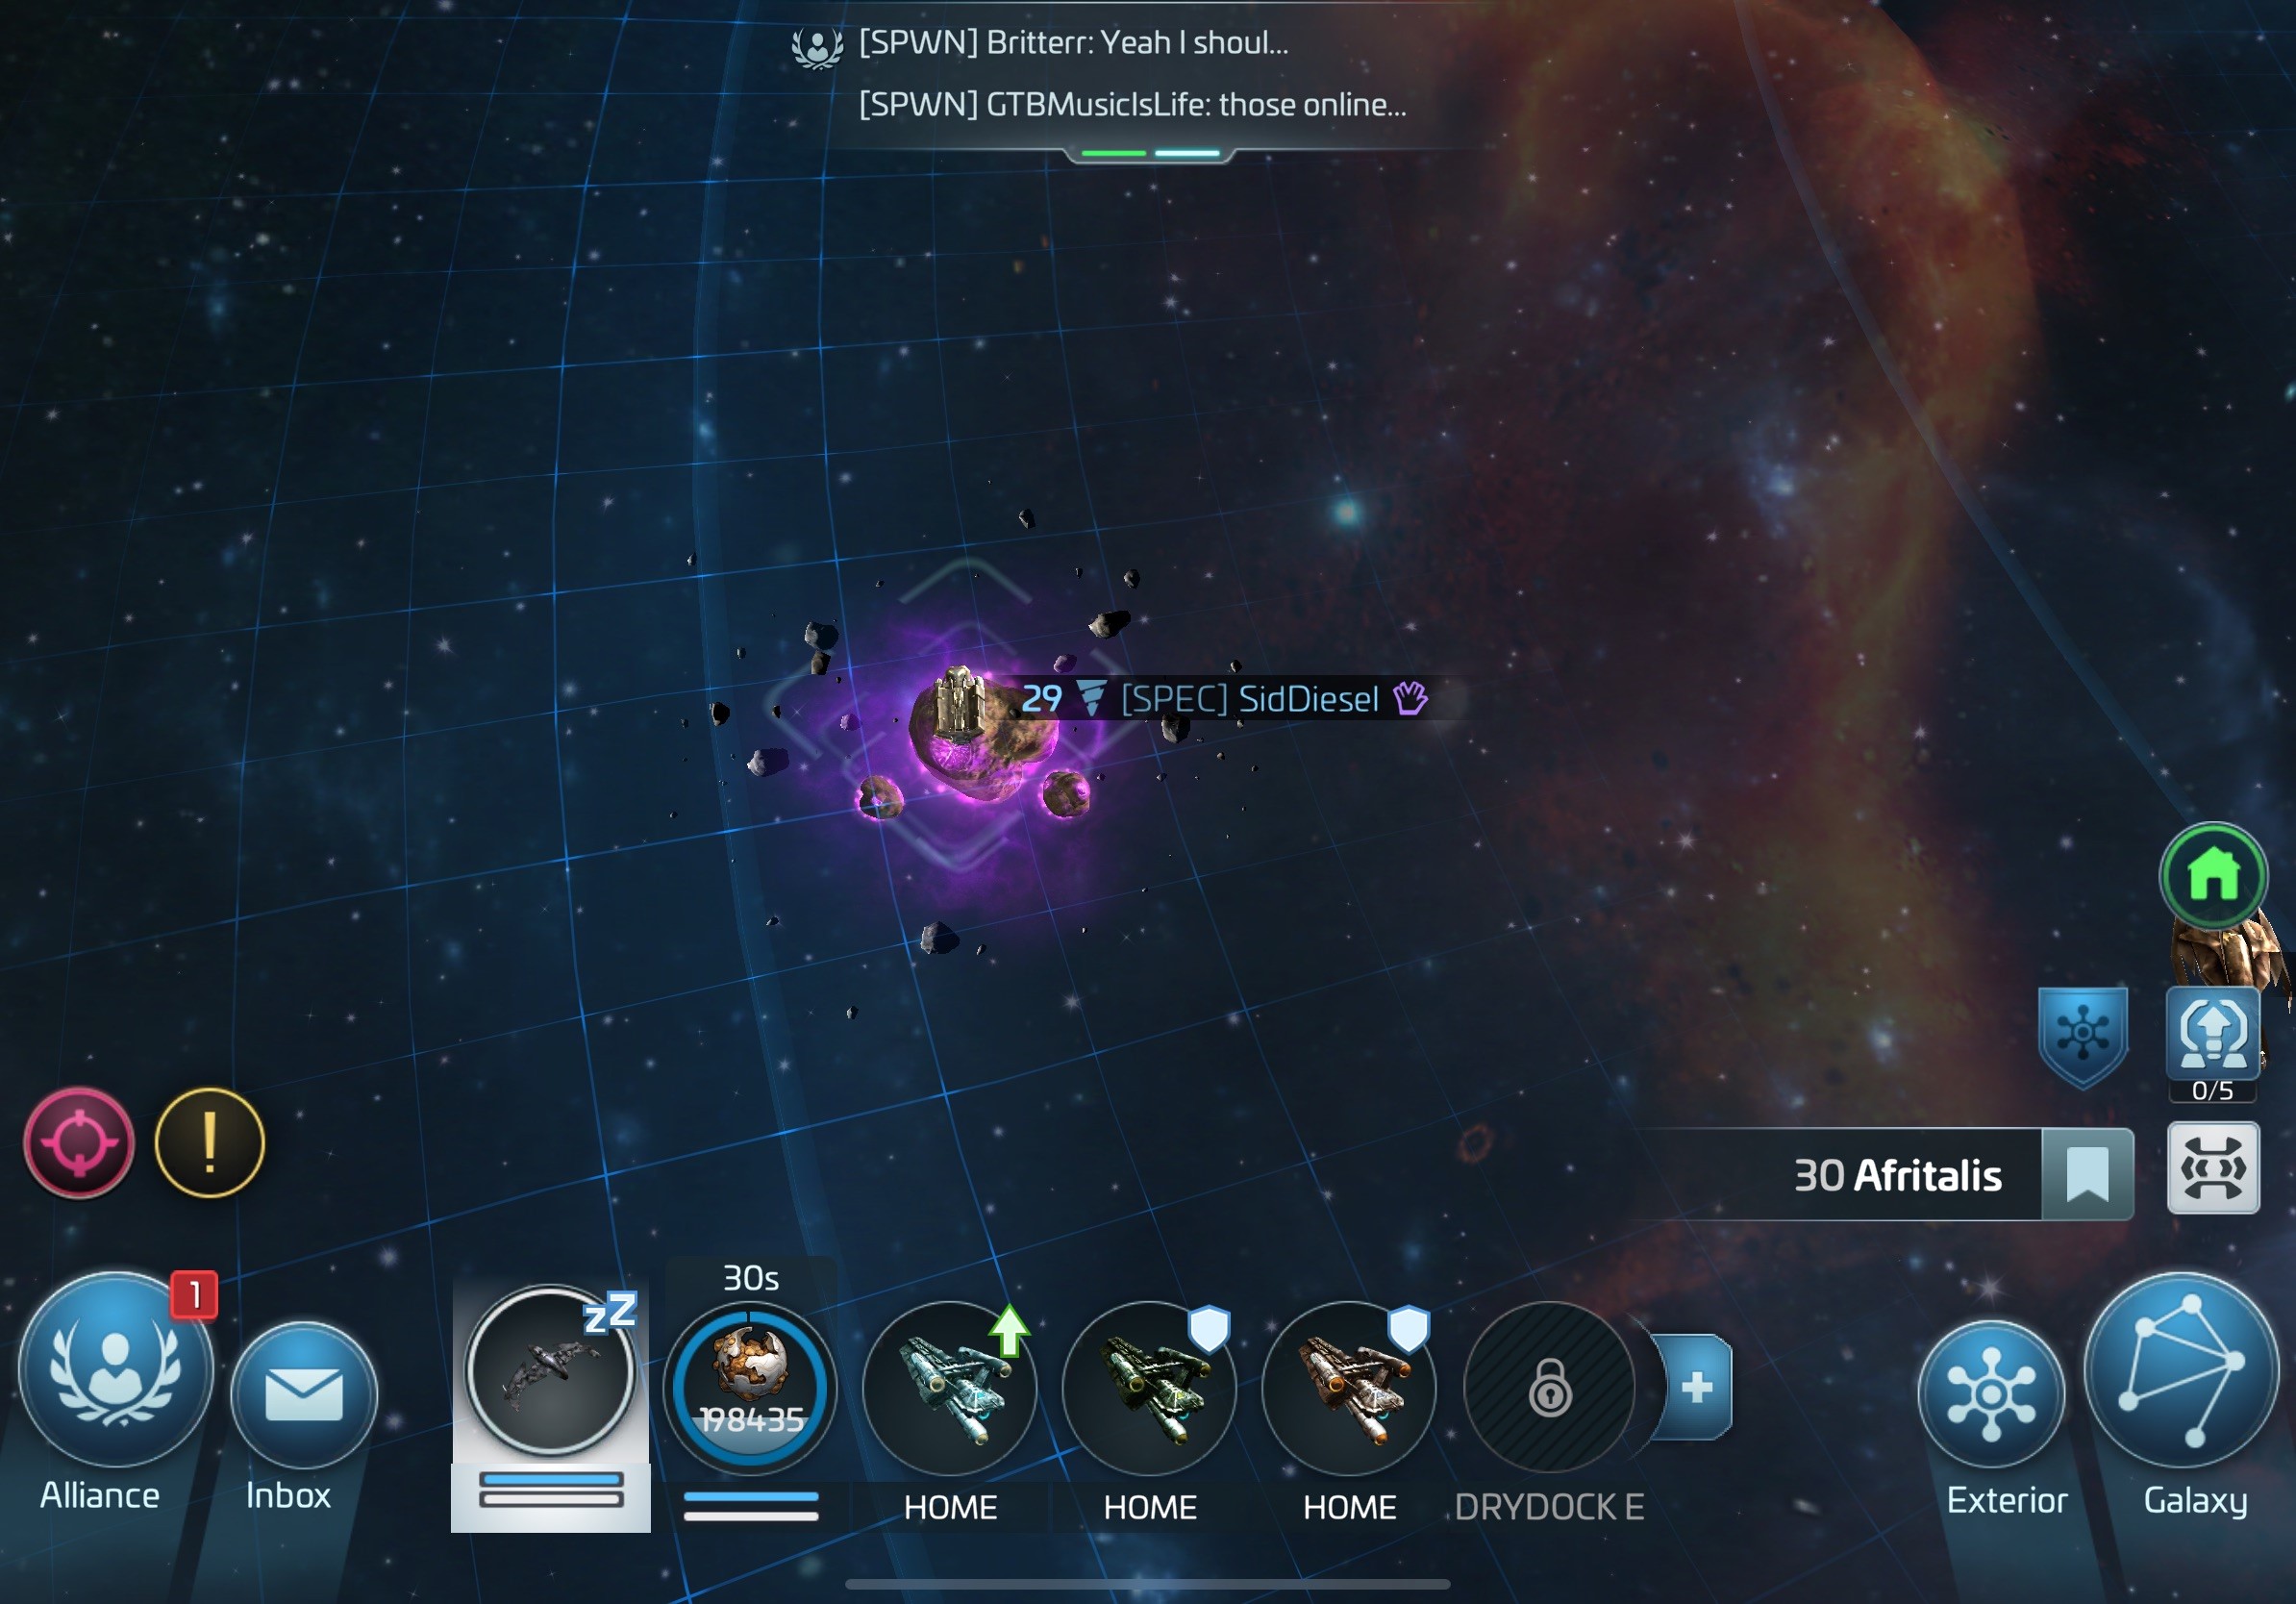 [SPWN] Britterr: Yeah I shoul...
[SPWN] GTBMusicIsLife: those online...
29 [SPEC] SidDiesel
0/5
30 Afritalis
1
Alliance
Inbox
zZ
30s
198435
HOME
HOME
HOME
DRYDOCK E
Exterior
Galaxy